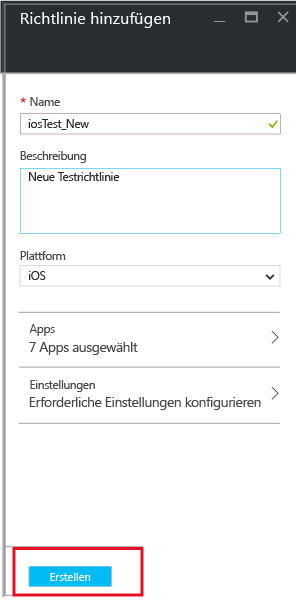 Richtlinie hinzufügen
* Name
iosTest_New
Beschreibung
Neue Testrichtlinie
Plattform
iOS
Apps
7 Apps ausgewählt
Einstellungen
Erforderliche Einstellungen konfigurieren
Erstellen